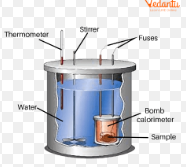 Vedantu
Stirrer
Thermometer
Fuses
Water
Bomb
calorimeter
Sample